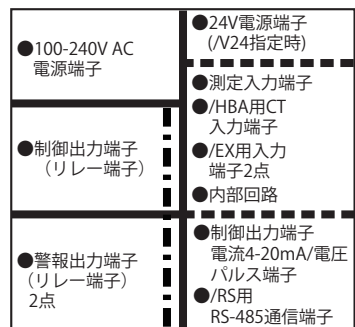 ●100-240V AC
電源端子
●制御出力端子
（リレー端子）
●警報出力端子
（リレー端子）
2点
●24V電源端子
(/V24指定時)
●測定入力端子
●/HBA用CT
入力端子
●/EX用入力
端子2点
●内部回路
●制御出力端子
電流4-20mA/電圧
パルス端子
●/RS用
RS-485通信端子